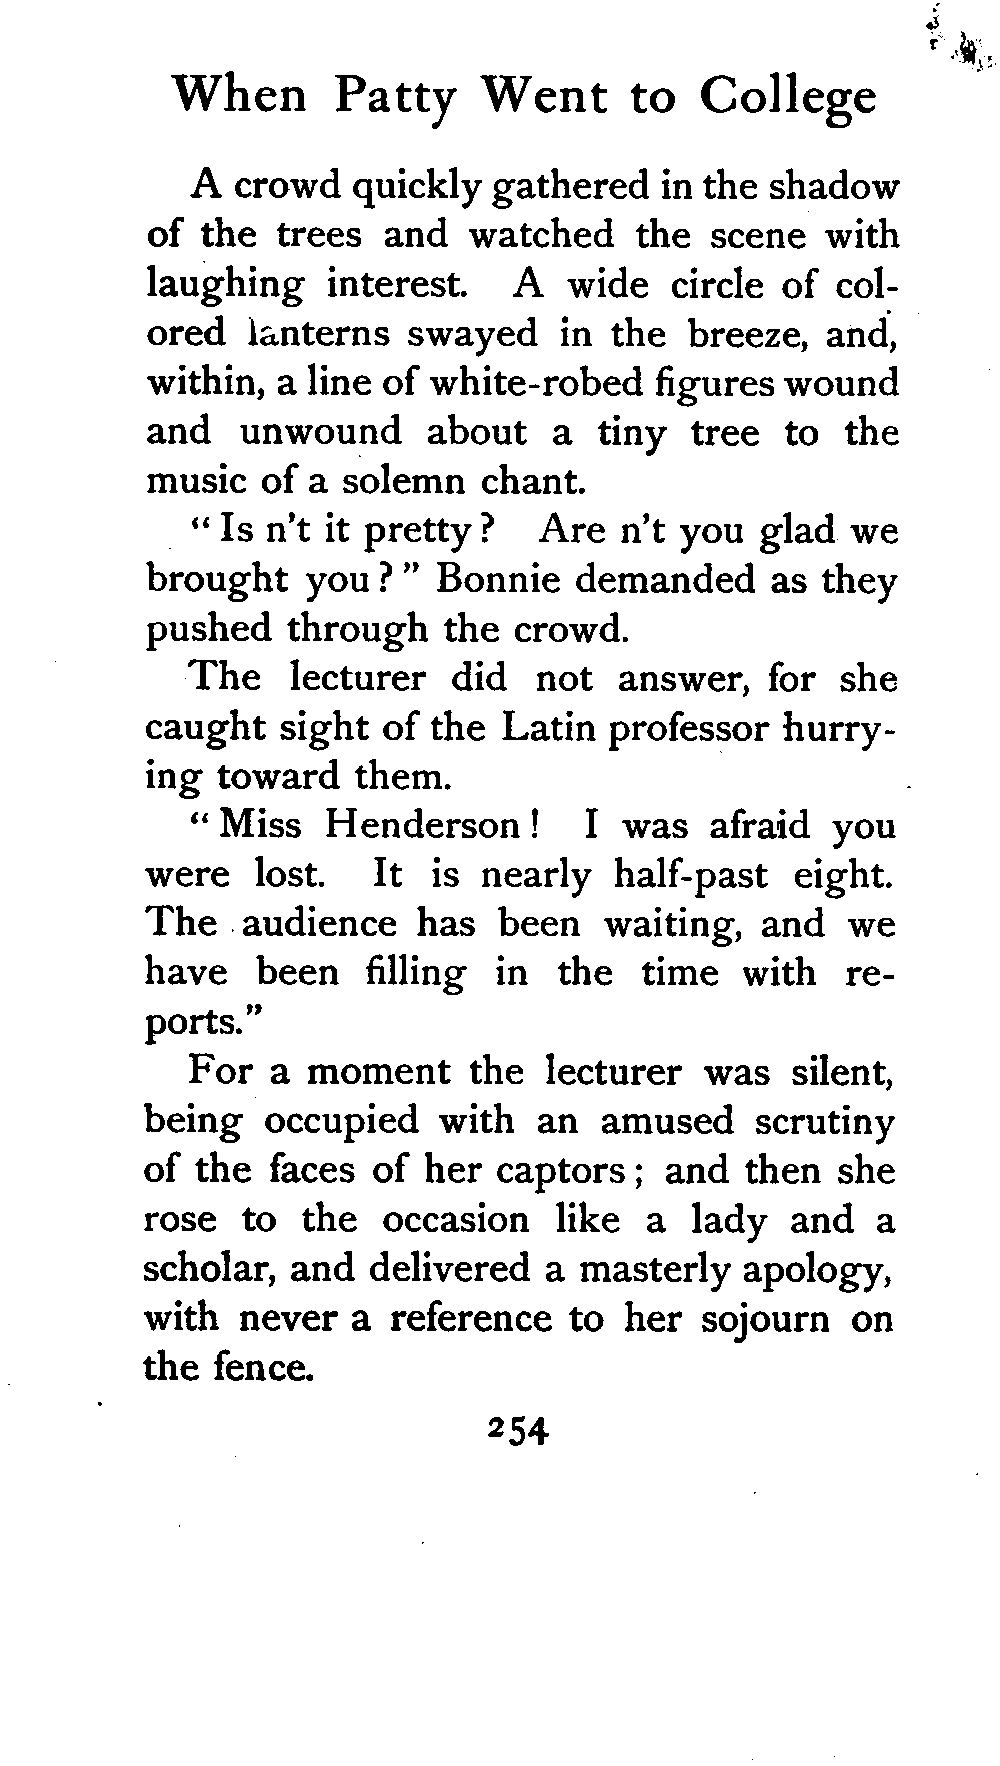 When Patty Went to College
A crowd quickly gathered in the shadow
of the trees and watched the scene with
laughing interest. A wide circle of col-
ored lanterns swayed in the breeze, and,
within, a line of white-robed figures wound
and unwound about a tiny tree to the
music of a solemn chant.
“Is n't it pretty? Are n't you glad we
brought you?” Bonnie demanded as they
pushed through the crowd.
The lecturer did not answer, for she
caught sight of the Latin professor hurry-
ing toward them.
“Miss Henderson! I was afraid you
were lost. It is nearly half-past eight.
The audience has been waiting, and we
have been filling in the time with re-
ports.”
For a moment the lecturer was silent,
being occupied with an amused scrutiny
of the faces of her captors; and then she
rose to the occasion like a lady and a
scholar, and delivered a masterly apology,
with never a reference to her sojourn on
the fence.
254